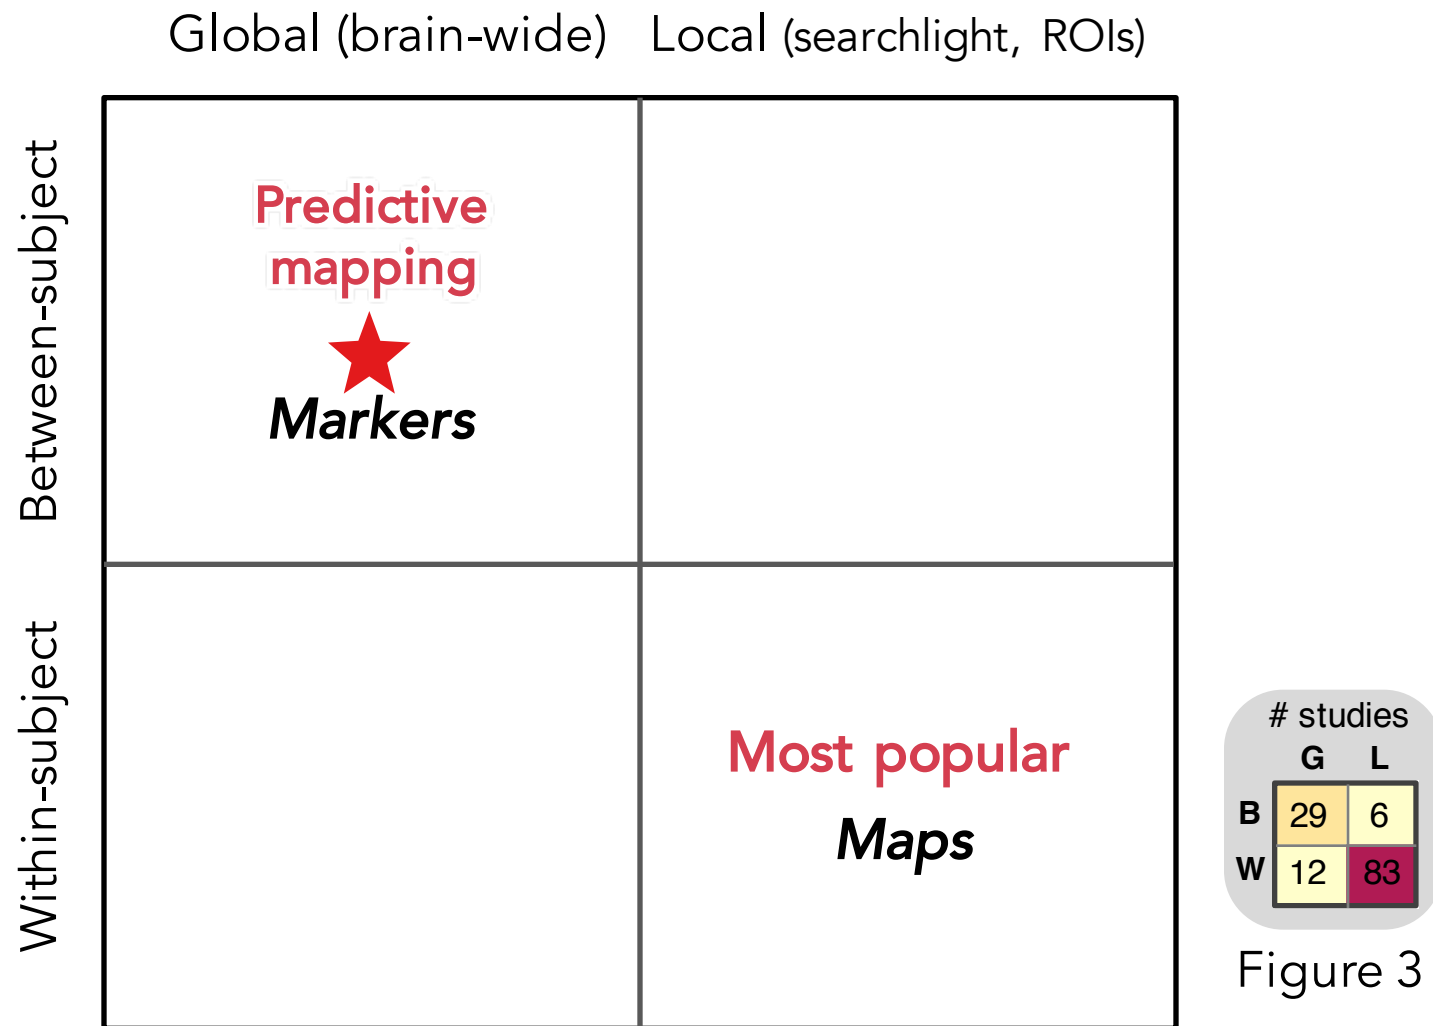 Global (brain-wide) Local (searchlight, ROIs)
Between-subject
Predictive
mapping
Markers
Within-subject
Most popular
Maps
# studies
G L
B 29 6
W 12 83
Figure 3